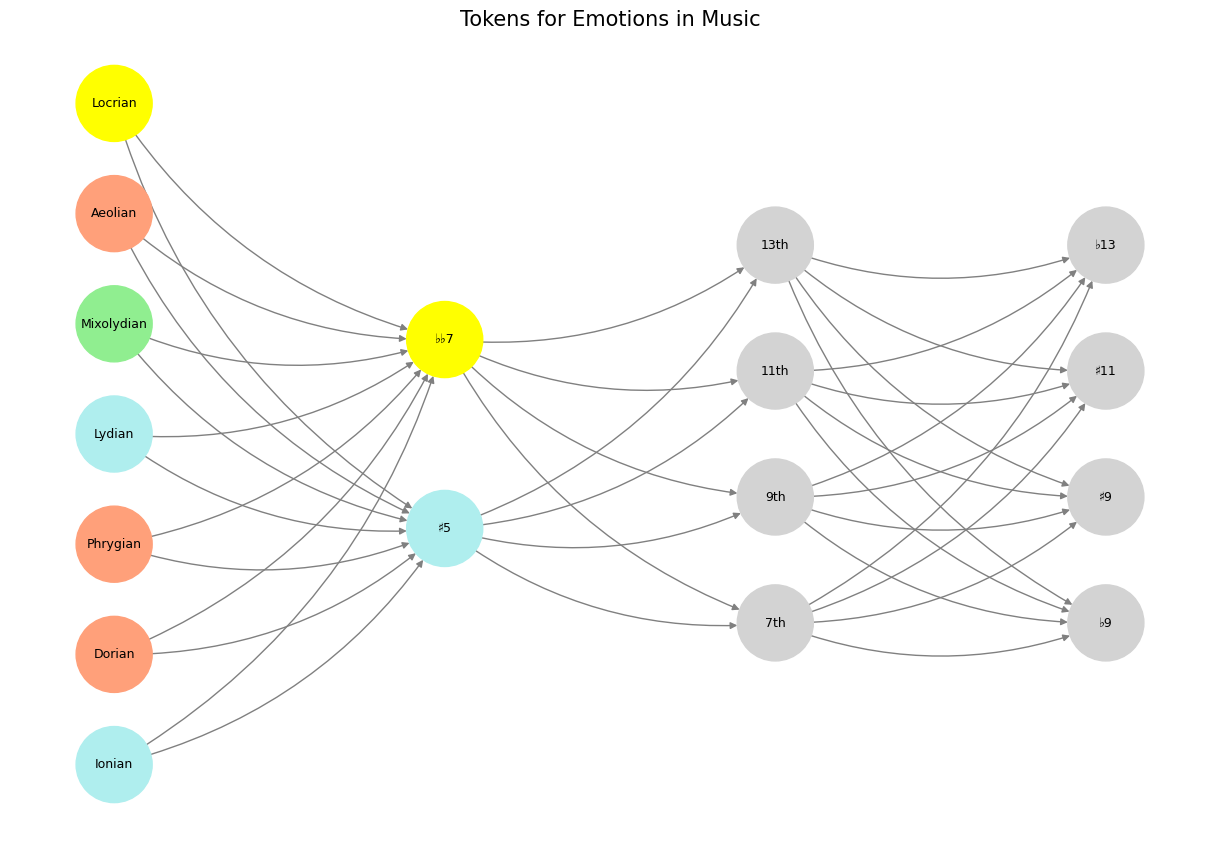 Tokens for Emotions in Music
Locrian
Aeolian
Mixolydian
Lydian
Phrygian
Dorian
Ionian
♭♭7
♯5
13th
11th
9th
7th
♭13
♯11
♯9
♭9